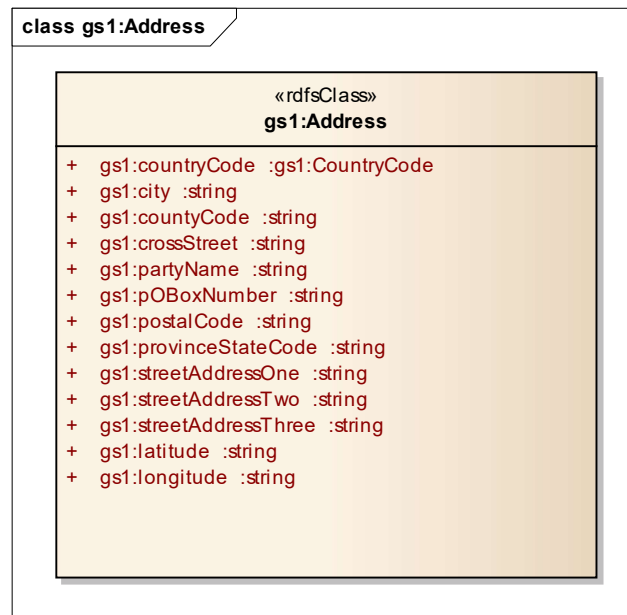 class gs1:Address
«rdfsClass»
gs1:Address
+ gs1:countryCode :gs1:CountryCode
+ gs1:city :string
+ gs1:countyCode :string
+ gs1:crossStreet :string
+ gs1:partyName :string
+ gs1:pOBoxNumber :string
+ gs1:postalCode :string
+ gs1:provinceStateCode :string
+ gs1:streetAddressOne :string
+ gs1:streetAddressTwo :string
+ gs1:streetAddressThree :string
+ gs1:latitude :string
+ gs1:longitude :string